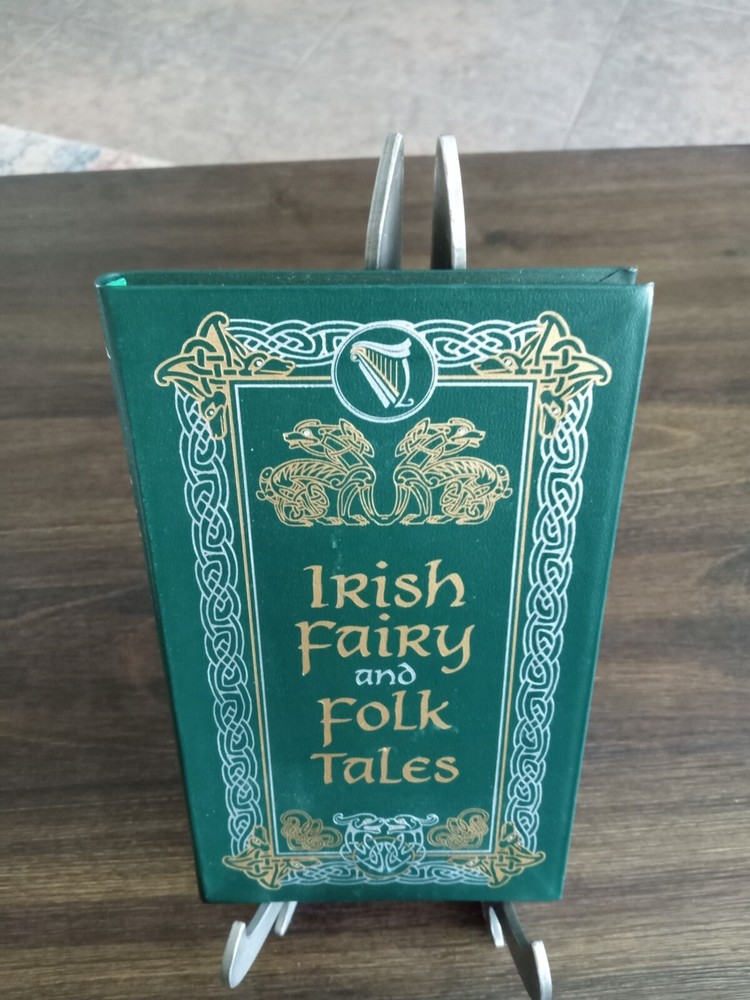 Irish
Fairy
and
Folk
Tales